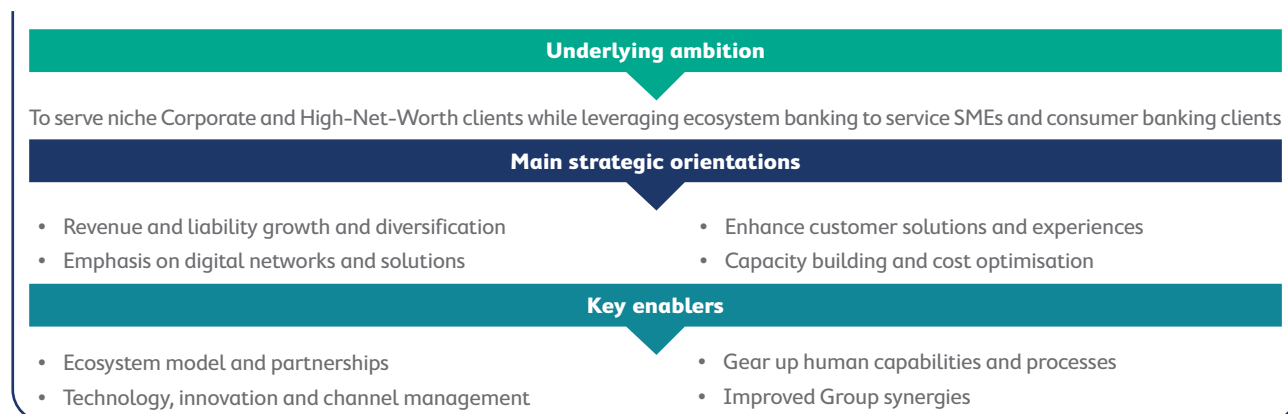 Underlying ambition
To serve niche Corporate and High-Net-Worth clients while leveraging ecosystem banking to service SMEs and consumer banking clients
Main strategic orientations
• Revenue and liability growth and diversification
• Emphasis on digital networks and solutions
• Enhance customer solutions and experiences
• Capacity building and cost optimisation
Key enablers
• Ecosystem model and partnerships
• Technology, innovation and channel management
• Gear up human capabilities and processes
• Improved Group synergies